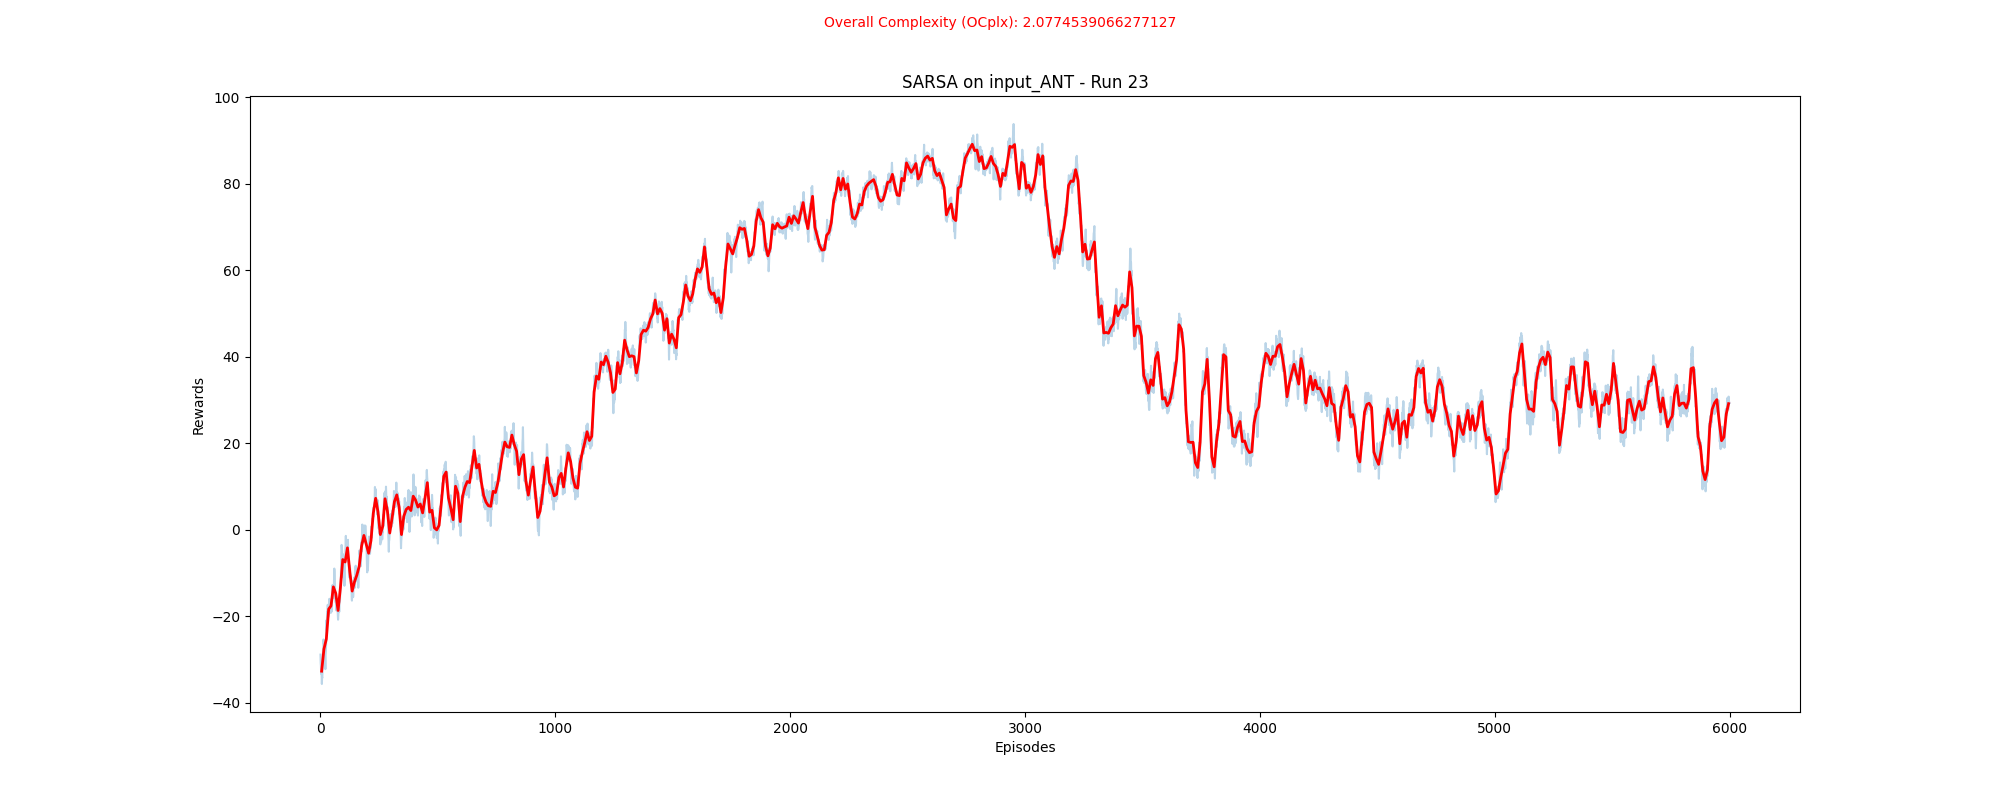 Overall Complexity (OCplx): 2.0774539066277127
SARSA on input_ANT - Run 23
100
80
60
40
20
0
−20
−40
Rewards
0 1000 2000 3000 4000 5000 6000
Episodes